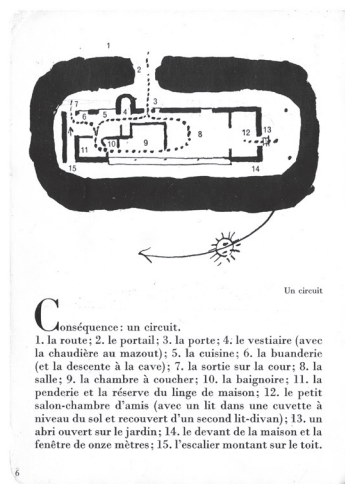 1
2
7
3
6
5
4
8
12
13
11
10
9
15
14
Un circuit
Conséquence : un circuit.
1. la route; 2. le portail; 3. la porte; 4. le vestiaire (avec
la chaudière au mazout); 5. la cuisine; 6. la buanderie
(et la descente à la cave); 7. la sortie sur la cour; 8. la
salle; 9. la chambre à coucher; 10. la baignoire; 11. la
penderie et la réserve du linge de maison; 12. le petit
salon-chambre d'amis (avec un lit dans une cuvette à
niveau du sol et recouvert d'un second lit-divan); 13. un
abri ouvert sur le jardin; 14. le devant de la maison et la
fenêtre de onze mètres; 15. l'escalier montant sur le toit.
6